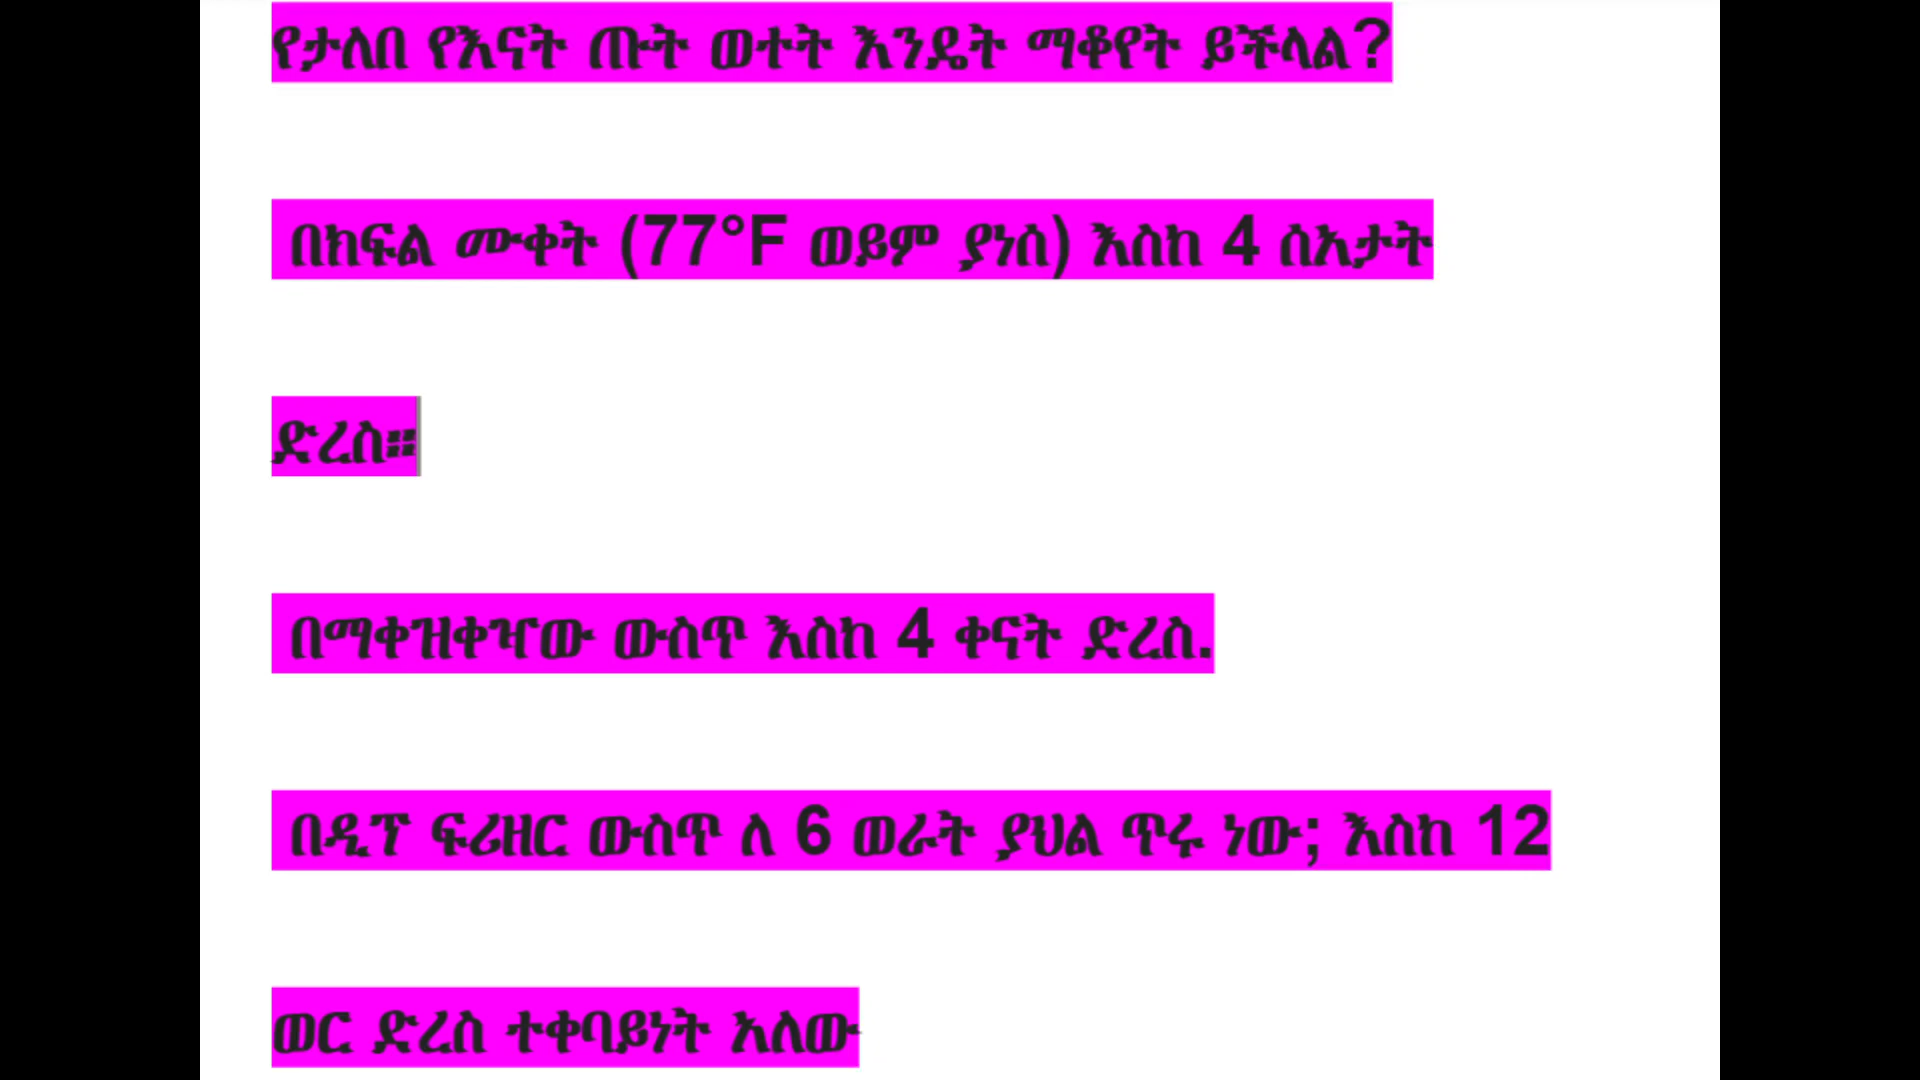 የታለበ የእናት ጡት ወተት እንዴት ማቆየት ይችላል?
በክፍል ሙቀት (77°F ወይም ያነሰ) እስከ 4 ሰአታት
ድረስ።
በማቀዝቀዣው ውስጥ እስከ 4 ቀናት ድረስ.
በዲፕ ፍሪዘር ውስጥ ለ 6 ወራት ያህል ጥሩ ነው; እስከ 12
ወር ድረስ ተቀባይነት አለው